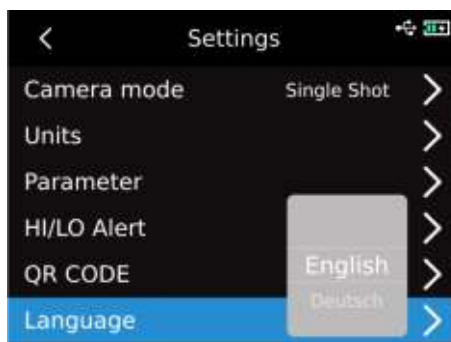 Settings
Camera mode Single Shot
Units
Parameter
HI/LO Alert
QR CODE
English
Deutsch
Language